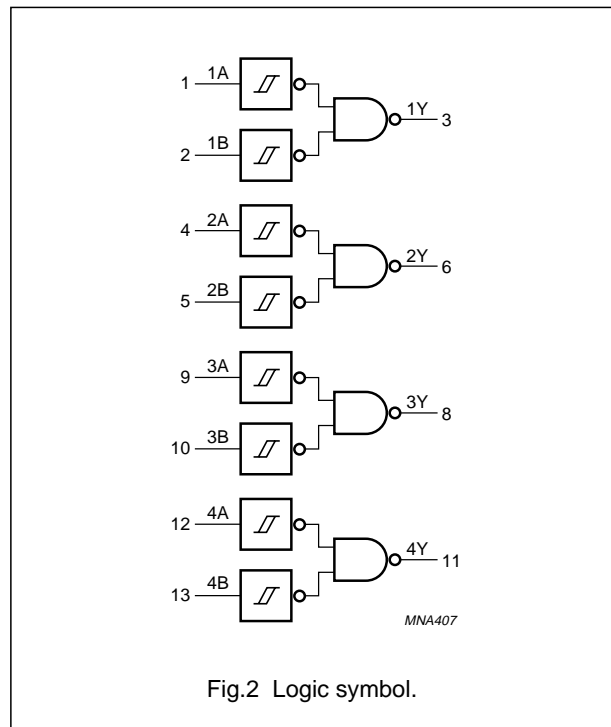 1 1A
1Y 3
2 1B
4 2A
2Y 6
5 2B
9 3A
3Y 8
10 3B
12 4A
4Y 11
13 4B
MNA407
Fig.2 Logic symbol.